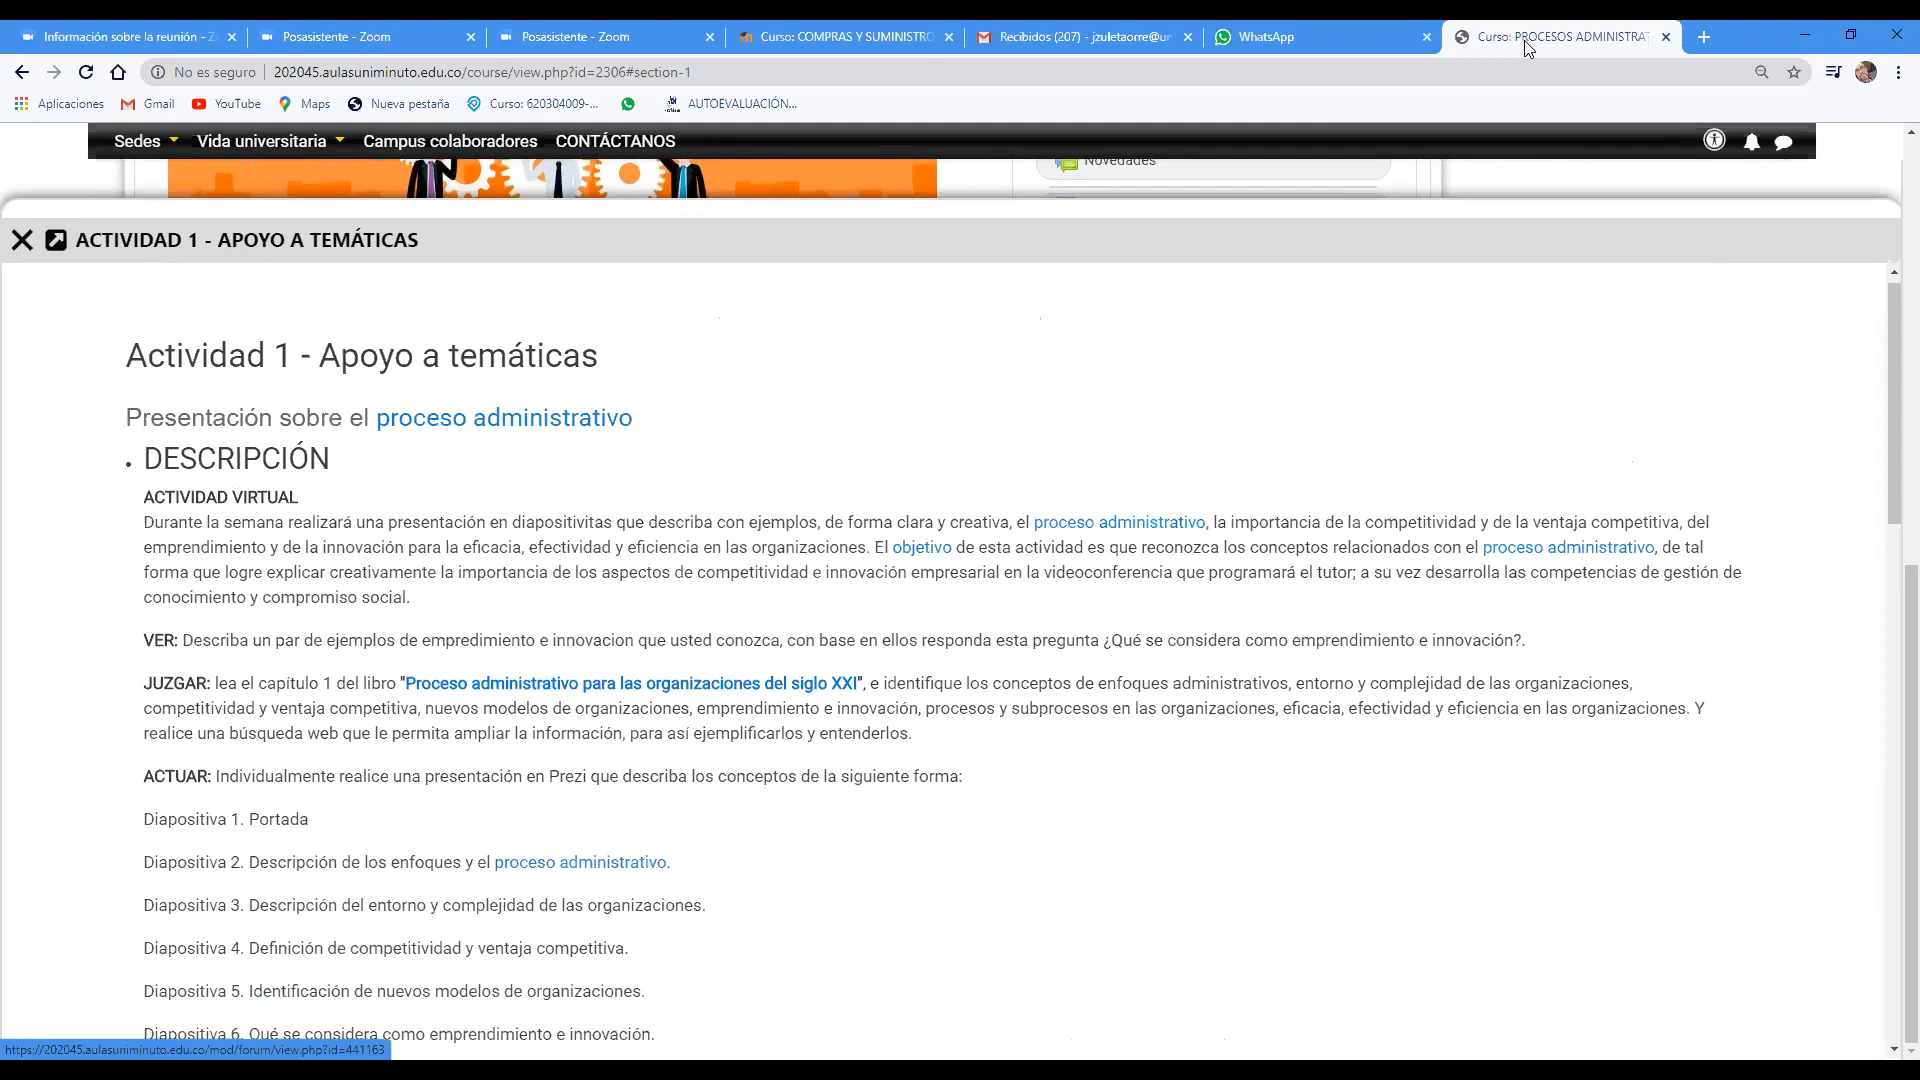 Información sobre la reunión - Z
Posasistente - Zoom
Posasistente - Zoom
Curso: COMPRAS Y SUMINISTRO
Recibidos (207) - jzuletaorre@un
WhatsApp
Curso: PROCESOS ADMINISTRAT
No es seguro
202045.aulasuniminuto.edu.co/course/view.php?id=2306#section-1
Aplicaciones
Gmail
YouTube
Maps
Nueva pestaña
Curso: 620304009-...
AUTOEVALUACIÓN...
Sedes
Vida universitaria
Campus colaboradores
CONTÁCTANOS
Novedades
ACTIVIDAD 1 - APOYO A TEMÁTICAS
Actividad 1 - Apoyo a temáticas
Presentación sobre el proceso administrativo
• DESCRIPCIÓN
ACTIVIDAD VIRTUAL
Durante la semana realizará una presentación en diapositivitas que describa con ejemplos, de forma clara y creativa, el proceso administrativo, la importancia de la competitividad y de la ventaja competitiva, del
emprendimiento y de la innovación para la eficacia, efectividad y eficiencia en las organizaciones. El objetivo de esta actividad es que reconozca los conceptos relacionados con el proceso administrativo, de tal
forma que logre explicar creativamente la importancia de los aspectos de competitividad e innovación empresarial en la videoconferencia que programará el tutor; a su vez desarrolla las competencias de gestión de
conocimiento y compromiso social.
VER: Describa un par de ejemplos de empredimiento e innovacion que usted conozca, con base en ellos responda esta pregunta ¿Qué se considera como emprendimiento e innovación?.
JUZGAR: lea el capítulo 1 del libro "Proceso administrativo para las organizaciones del siglo XXI", e identifique los conceptos de enfoques administrativos, entorno y complejidad de las organizaciones,
competitividad y ventaja competitiva, nuevos modelos de organizaciones, emprendimiento e innovación, procesos y subprocesos en las organizaciones, eficacia, efectividad y eficiencia en las organizaciones. Y
realice una búsqueda web que le permita ampliar la información, para así ejemplificarlos y entenderlos.
ACTUAR: Individualmente realice una presentación en Prezi que describa los conceptos de la siguiente forma:
Diapositiva 1. Portada
Diapositiva 2. Descripción de los enfoques y el proceso administrativo.
Diapositiva 3. Descripción del entorno y complejidad de las organizaciones.
Diapositiva 4. Definición de competitividad y ventaja competitiva.
Diapositiva 5. Identificación de nuevos modelos de organizaciones.
Diapositiva 6. Qué se considera como emprendimiento e innovación.
https://202045.aulasuniminuto.edu.co/mod/forum/view.php?id=441163